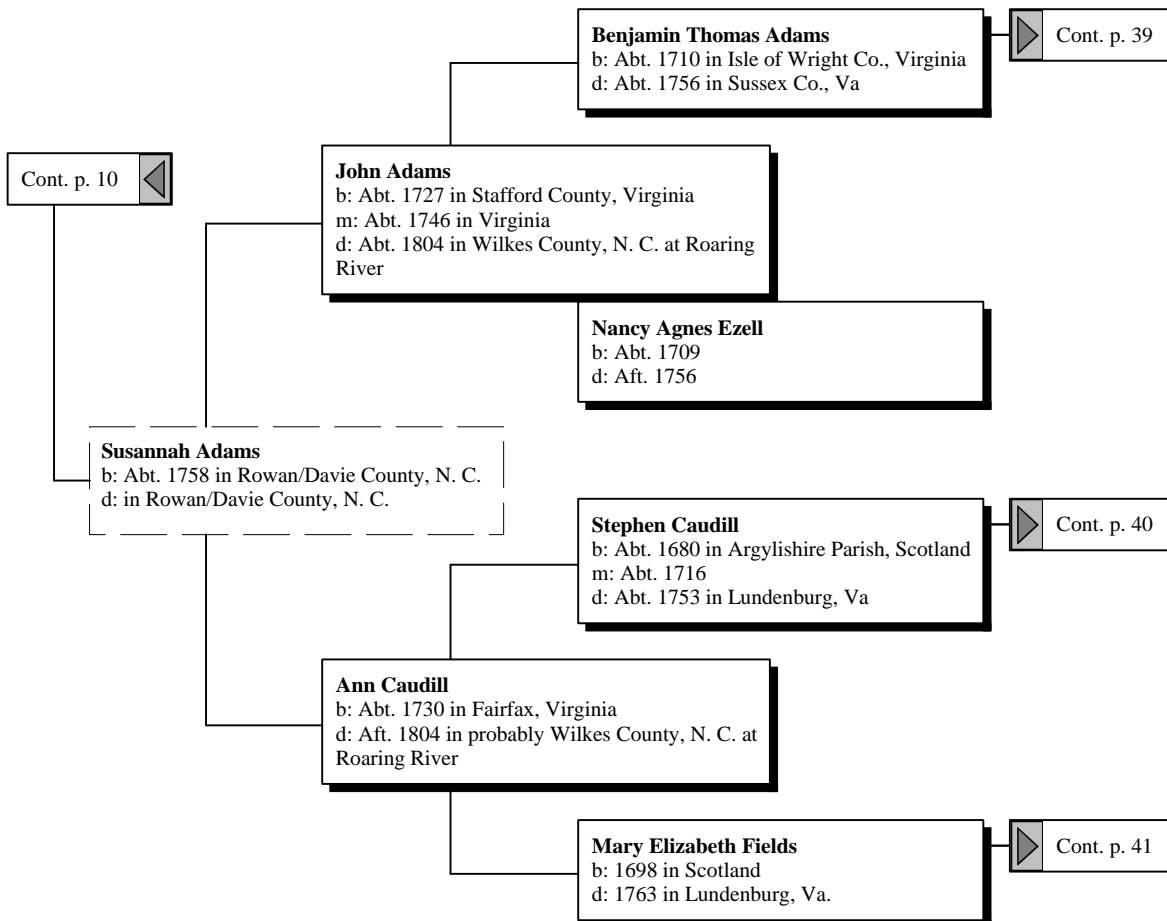 Benjamin Thomas Adams
b: Abt. 1710 in Isle of Wright Co., Virginia
d: Abt. 1756 in Sussex Co., Va
Cont. p. 39
Cont. p. 10
John Adams
b: Abt. 1727 in Stafford County, Virginia
m: Abt. 1746 in Virginia
d: Abt. 1804 in Wilkes County, N. C. at Roaring
River
Nancy Agnes Ezell
b: Abt. 1709
d: Aft. 1756
Susannah Adams
b: Abt. 1758 in Rowan/Davie County, N. C.
d: in Rowan/Davie County, N. C.
Stephen Caudill
b: Abt. 1680 in Argylishire Parish, Scotland
m: Abt. 1716
d: Abt. 1753 in Lundenburg, Va
Cont. p. 40
Ann Caudill
b: Abt. 1730 in Fairfax, Virginia
d: Aft. 1804 in probably Wilkes County, N. C. at
Roaring River
Mary Elizabeth Fields
b: 1698 in Scotland
d: 1763 in Lundenburg, Va.
Cont. p. 41